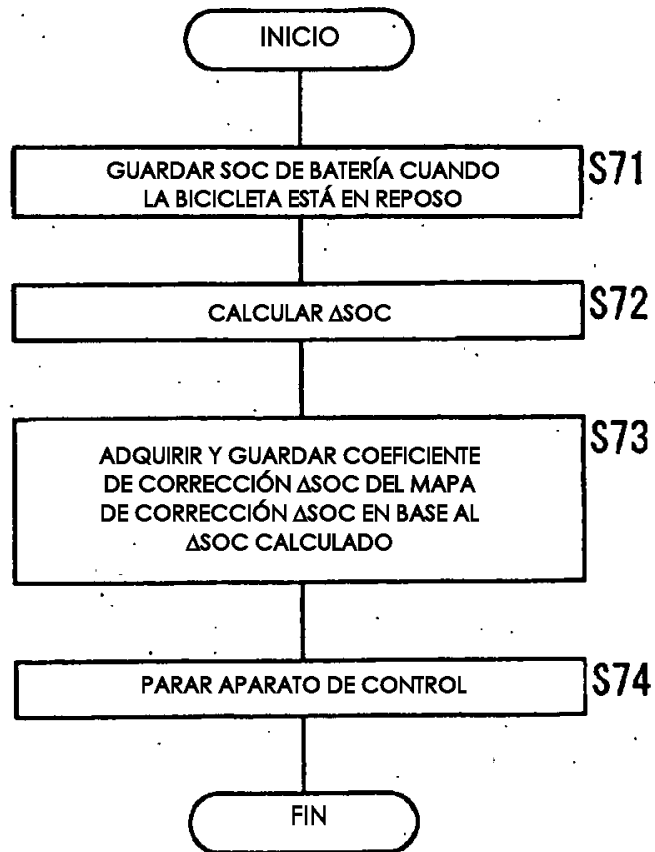 INICIO
GUARDAR SOC DE BATERÍA CUANDO
LA BICICLETA ESTÁ EN REPOSO
S71
CALCULAR ΔSOC
S72
ADQUIRIR Y GUARDAR COEFICIENTE
DE CORRECCIÓN ΔSOC DEL MAPA
DE CORRECCIÓN ΔSOC EN BASE AL
ΔSOC CALCULADO
S73
PARAR APARATO DE CONTROL
S74
FIN